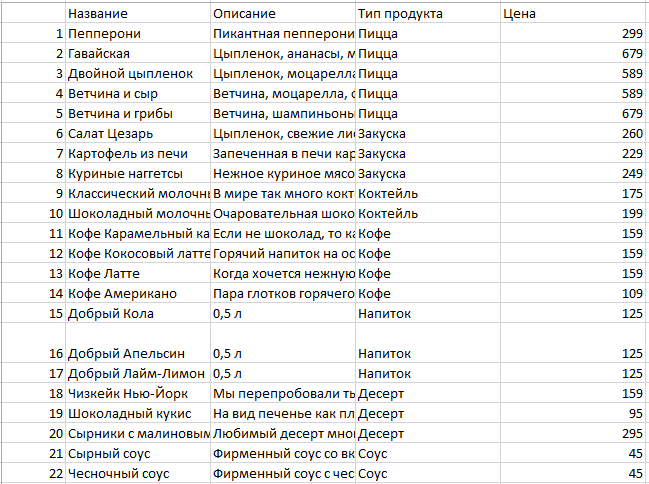 Название Описание Тип продукта Цена
1 Пепперони Пикантная пепперони Пицца 299
2 Гавайская Цыпленок, ананасы, м Пицца 679
3 Двойной цыпленок Цыпленок, моцарелла Пицца 589
4 Ветчина и сыр Ветчина, моцарелла, с Пицца 589
5 Ветчина и грибы Ветчина, шампиньоны Пицца 679
6 Салат Цезарь Цыпленок, свежие лис Закуска 260
7 Картофель из печи Запеченная в печи кар Закуска 229
8 Куриные наггетсы Нежное куриное мясо Закуска 249
9 Классический молочны В мире так много кокт Коктейль 175
10 Шоколадный молочны Очаровательная шоко Коктейль 199
11 Кофе Карамельный ка Если не шоколад, то ка Кофе 159
12 Кофе Кокосовый латте Горячий напиток на ос Кофе 159
13 Кофе Латте Когда хочется нежную Кофе 159
14 Кофе Американо Пара глотков горячего Кофе 109
15 Добрый Кола 0,5 л Напиток 125
16 Добрый Апельсин 0,5 л Напиток 125
17 Добрый Лайм-Лимон 0,5 л Напиток 125
18 Чизкейк Нью-Йорк Мы перепробовали ты Десерт 159
19 Шоколадный кукис На вид печенье как пл Десерт 95
20 Сырники с малиновым Любимый десерт мног Десерт 295
21 Сырный соус Фирменный соус со вк Соус 45
22 Чесночный соус Фирменный соус с чес Соус 45